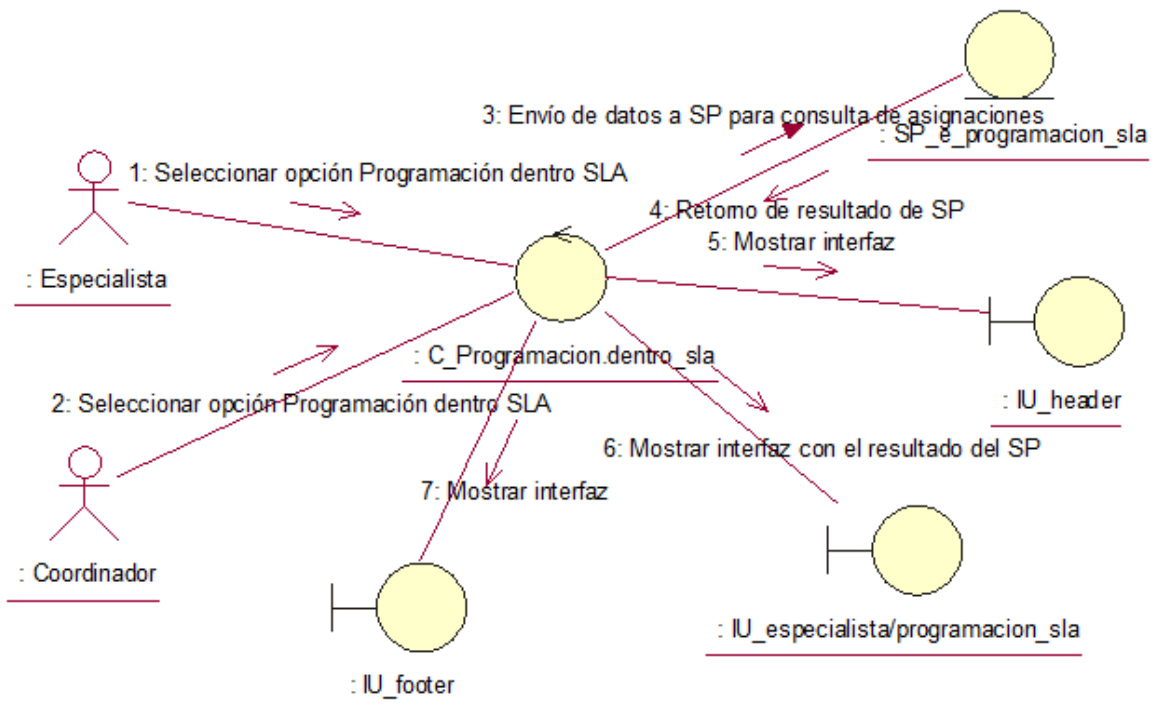 3: Envío de datos a SP para consulta de asignaciones
: SP_e_programacion_sla
1: Seleccionar opción Programación dentro SLA
4: Retorno de resultado de SP
5: Mostrar interfaz
: Especialista
: C_Programacion.dentro_sla
2: Seleccionar opción Programación dentro SLA
: IU_header
6: Mostrar interfaz con el resultado del SP
7: Mostrar interfaz
: Coordinador
: IU_especialista/programacion_sla
: IU_footer